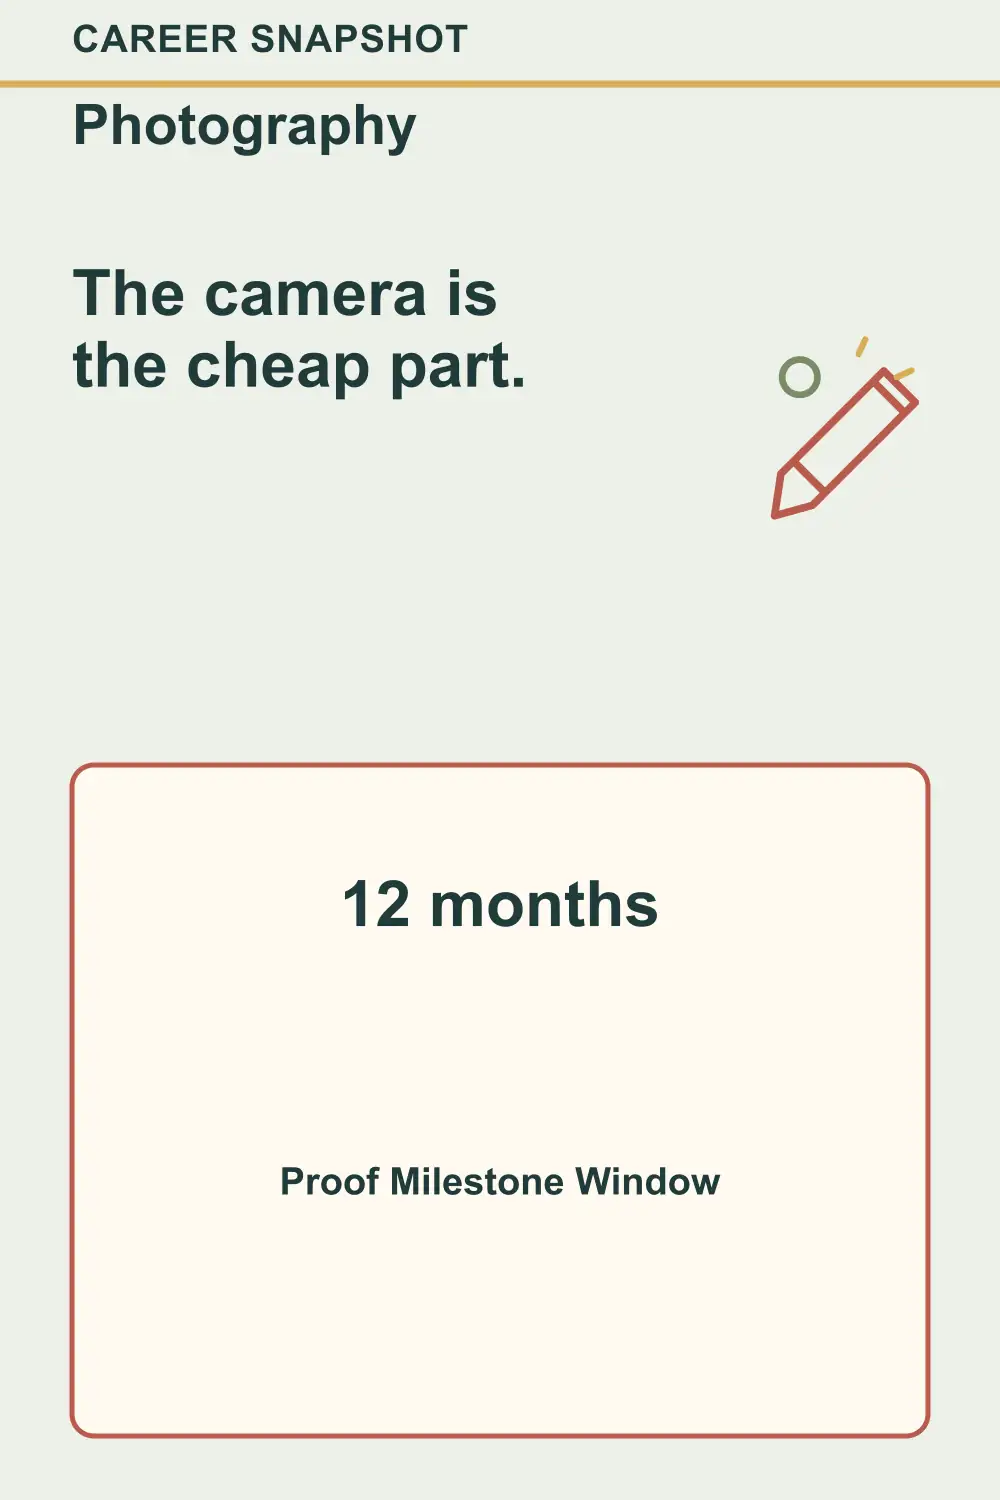 CAREER SNAPSHOT
Photography
The camera is
the cheap part.
12 months
Proof Milestone Window